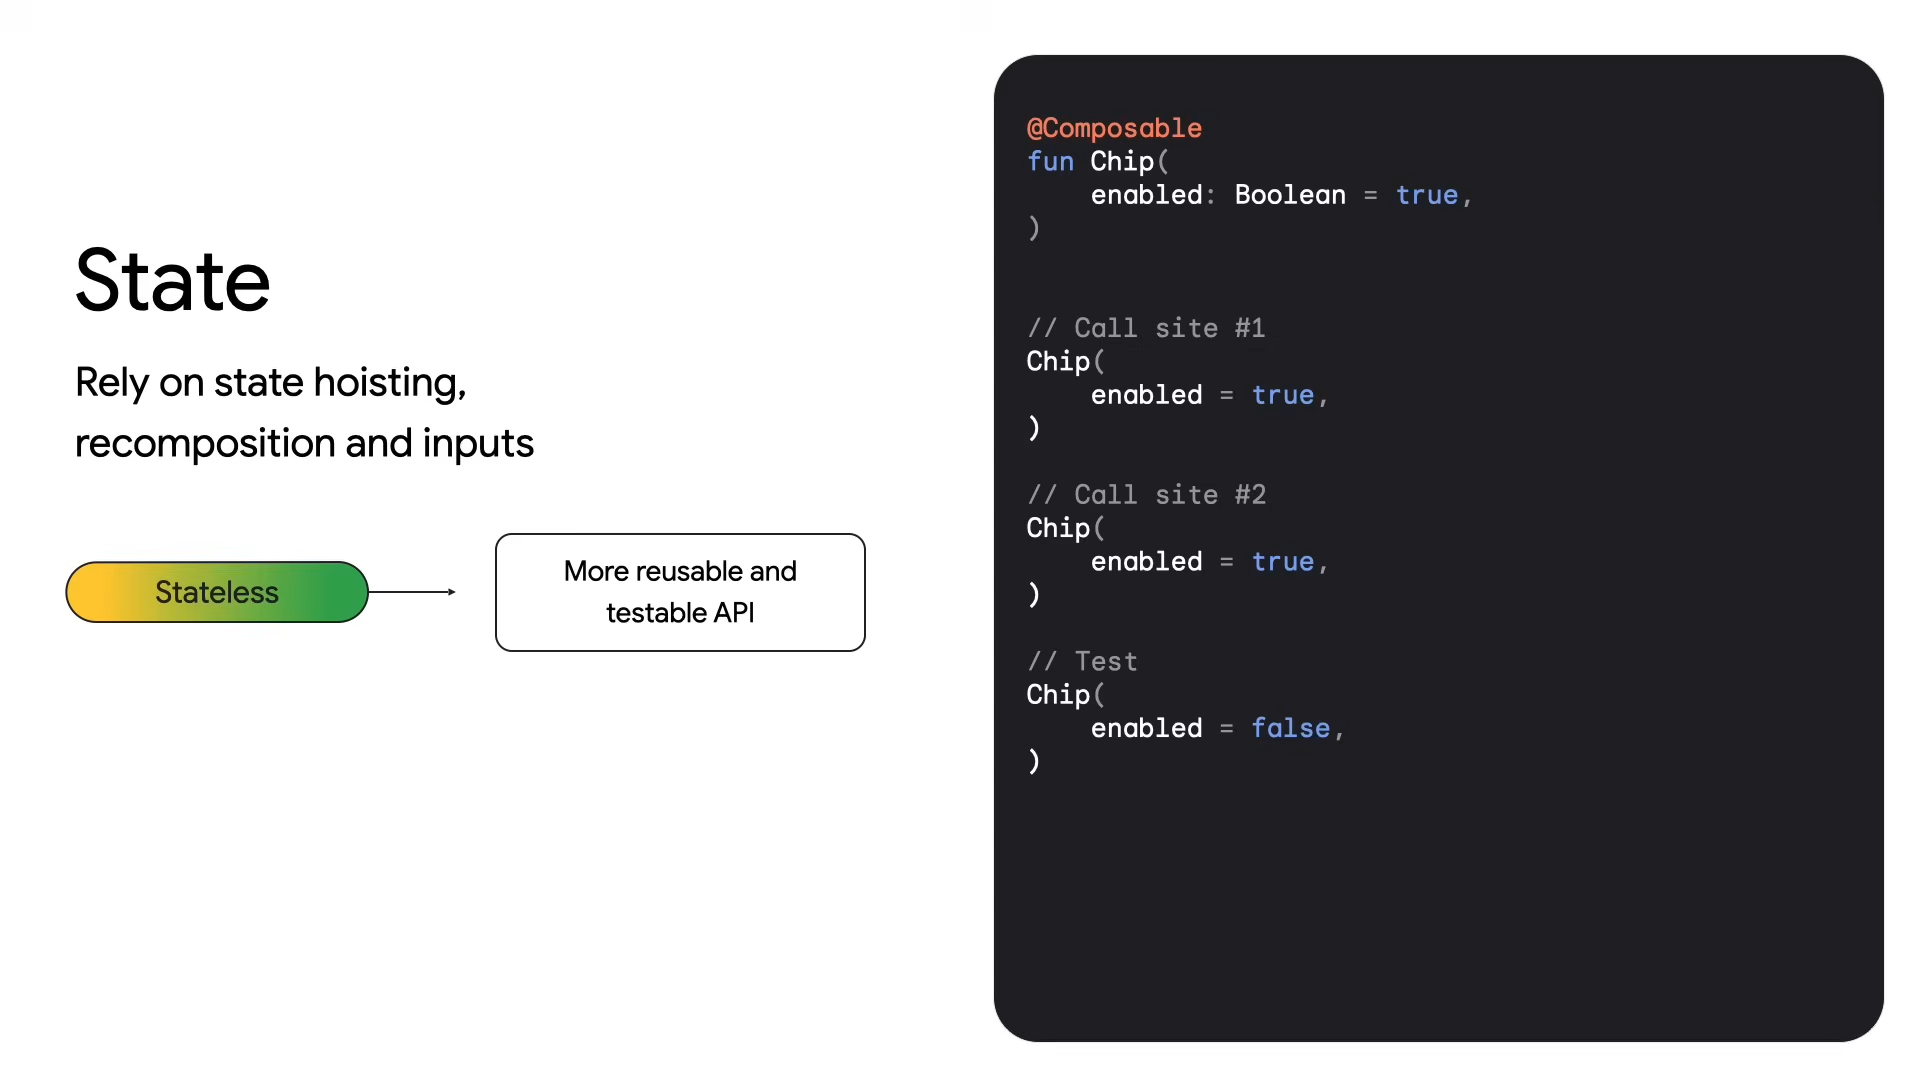 State
Rely on state hoisting,
recomposition and inputs
Stateless
More reusable and
testable API
@Composable
fun Chip(
    enabled: Boolean = true,
)
// Call site #1
Chip(
    enabled = true,
)
// Call site #2
Chip(
    enabled = true,
)
// Test
Chip(
    enabled = false,
)